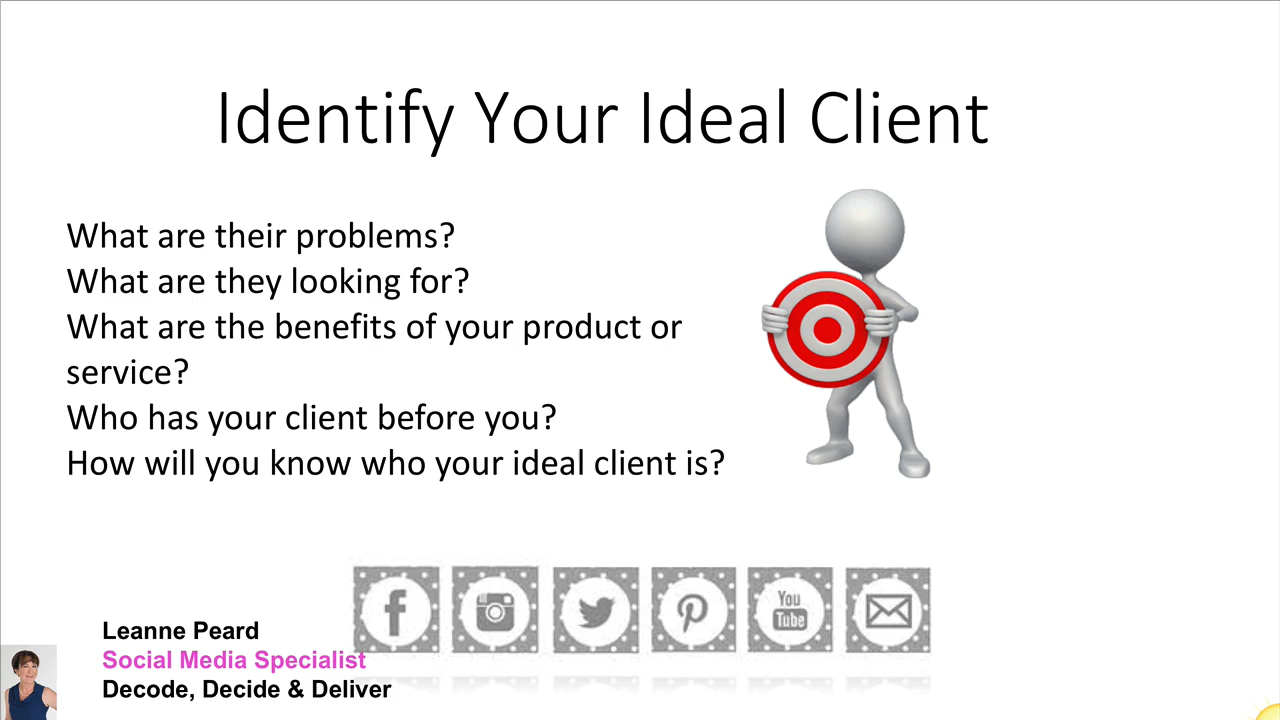 Identify Your Ideal Client
What are their problems?
What are they looking for?
What are the benefits of your product or
service?
Who has your client before you?
How will you know who your ideal client is?
You
Tube
Leanne Peard
Social Media Specialist
Decode, Decide & Deliver